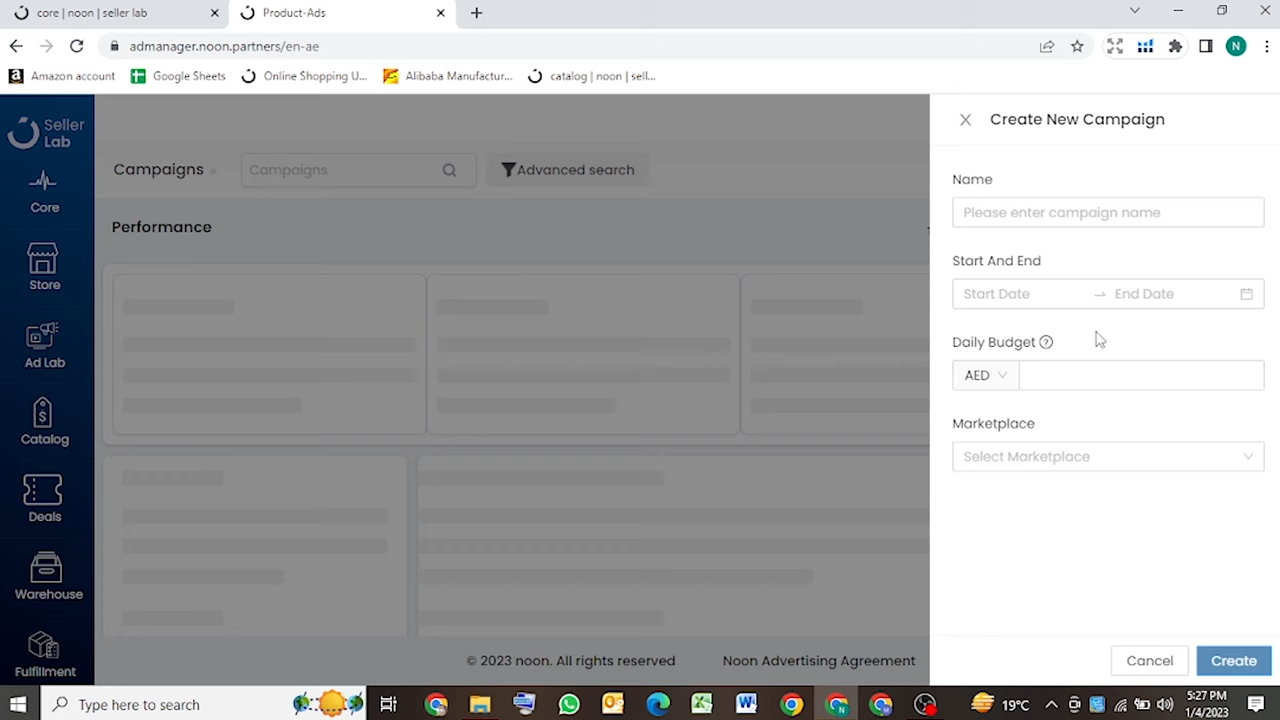 core | noon | seller lab
Product-Ads
admanager.noon.partners/en-ae
N
Amazon account
Google Sheets
Online Shopping U...
Alibaba Manufactur...
catalog | noon | sell...
Seller
Lab
Core
Store
Ad Lab
Catalog
Deals
Warehouse
Fulfillment
Campaigns
Campaigns
Advanced search
Performance
© 2023 noon. All rights reserved
Noon Advertising Agreement
Create New Campaign
Name
Please enter campaign name
Start And End
Start Date
End Date
Daily Budget
AED
Marketplace
Select Marketplace
Cancel
Create
Type here to search
19°C
5:27 PM
1/4/2023